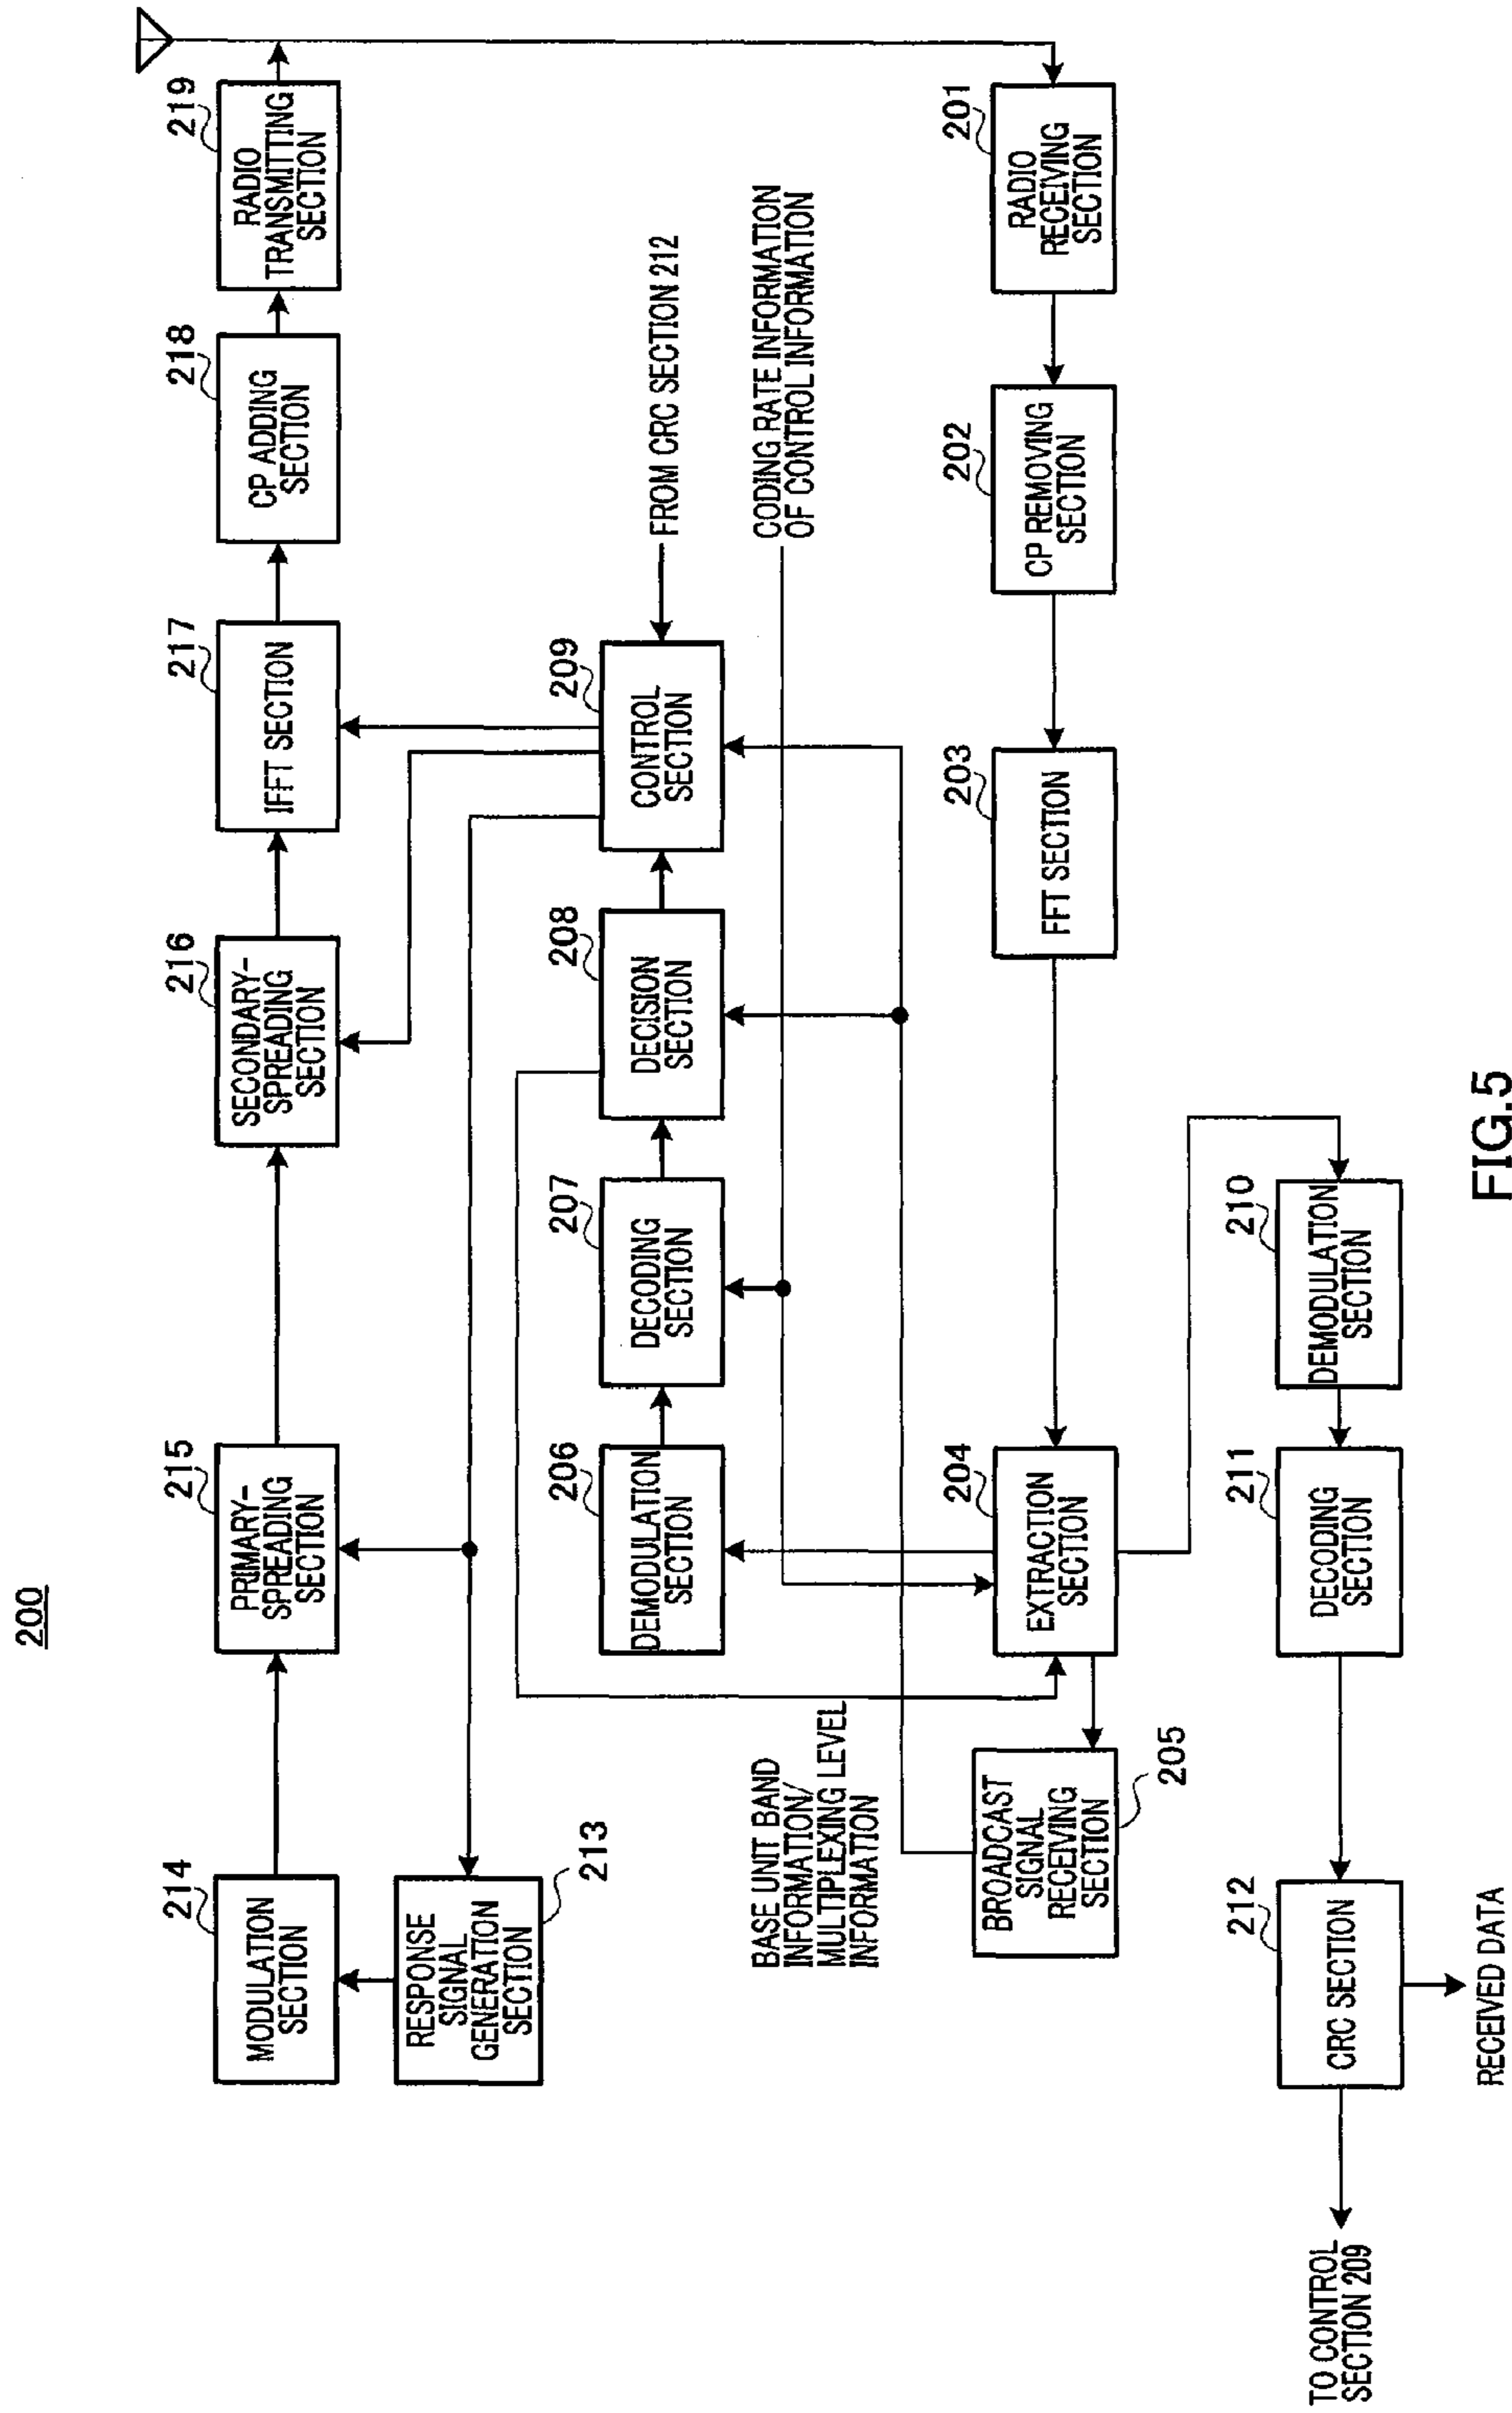 200
214
MODULATION
SECTION
215
PRIMARY-
SPREADING
SECTION
216
SECONDARY-
SPREADING
SECTION
217
IFFT SECTION
218
CP ADDING
SECTION
219
RADIO
TRANSMITTING
SECTION
RESPONSE
SIGNAL
GENERATION
SECTION
213
206
DEMODULATION
SECTION
207
DECODING
SECTION
208
DECISION
SECTION
209
CONTROL
SECTION
FROM CRC SECTION 212
CODING RATE INFORMATION
OF CONTROL INFORMATION
BASE UNIT BAND
INFORMATION/
MULTIPLEXING LEVEL
INFORMATION
BROADCAST
SIGNAL
RECEIVING
SECTION
205
204
EXTRACTION
SECTION
203
FFT SECTION
202
CP REMOVING
SECTION
201
RADIO
RECEIVING
SECTION
TO CONTROL
SECTION 209
212
CRC SECTION
211
DECODING
SECTION
210
DEMODULATION
SECTION
RECEIVED DATA
FIG.5